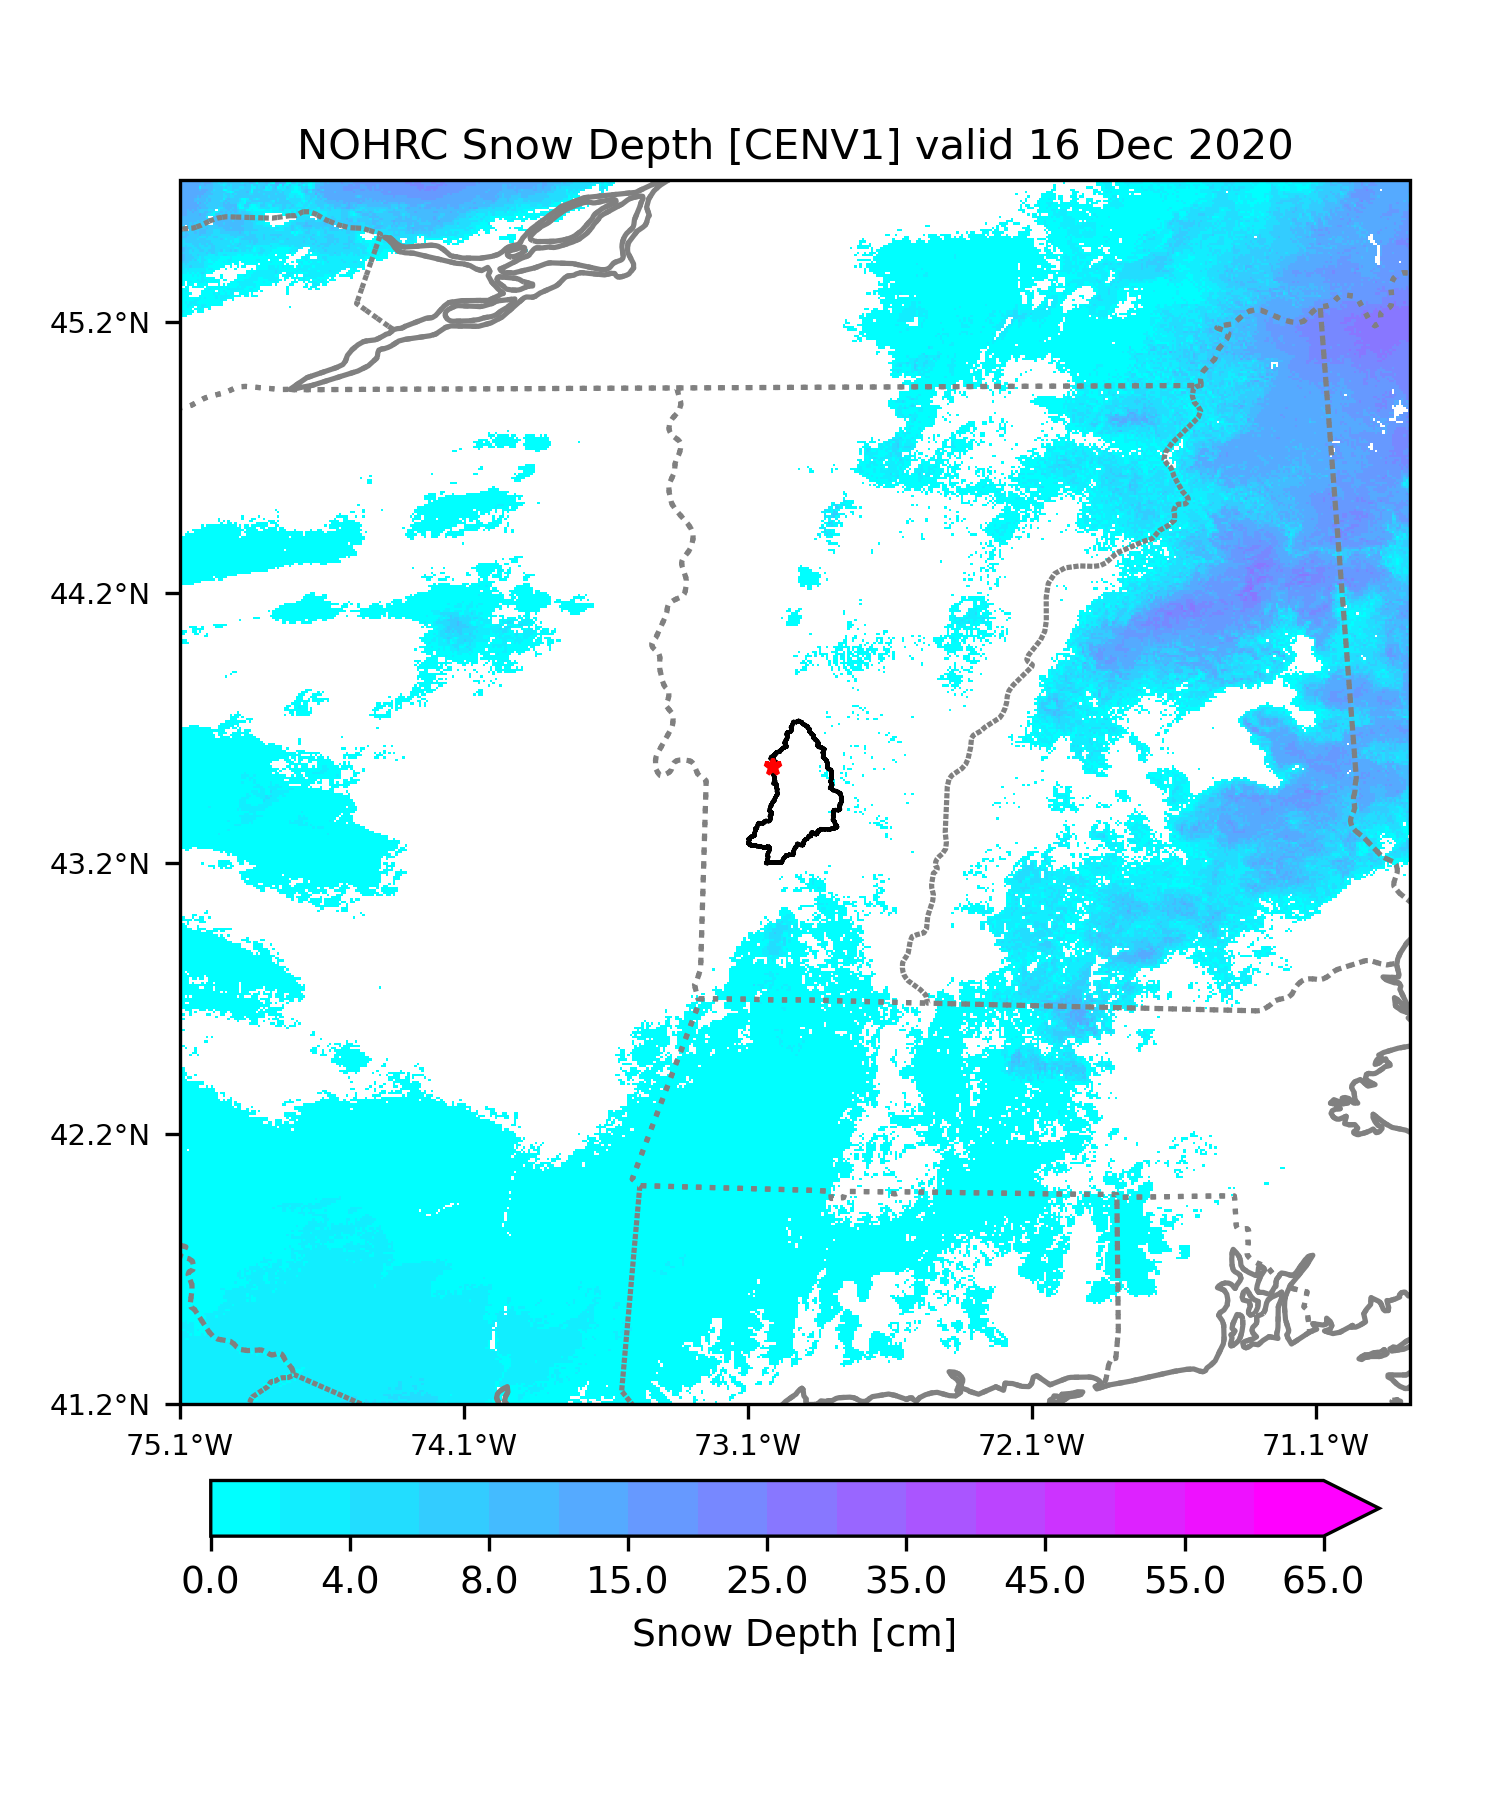 NOHRC Snow Depth [CENV1] valid 16 Dec 2020
45.2°N
44.2°N
43.2°N
42.2°N
41.2°N
75.1°W 74.1°W 73.1°W 72.1°W 71.1°W
0.0 4.0 8.0 15.0 25.0 35.0 45.0 55.0 65.0
Snow Depth [cm]